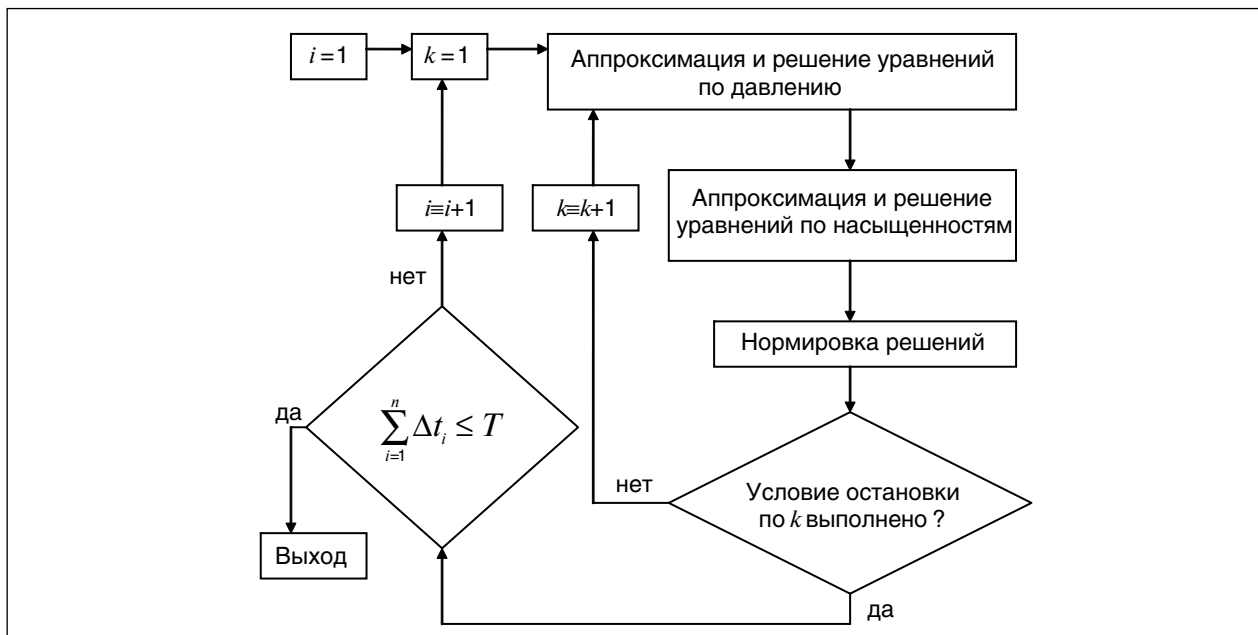 i = 1
k = 1
Аппроксимация и решение уравнений
по давлению
i≡i+1
k≡k+1
Аппроксимация и решение
уравнений по насыщенностям
нет
Нормировка решений
да
∑_{i=1}^{n} Δt_i ≤ T
нет
Условие остановки
по k выполнено ?
Выход
да